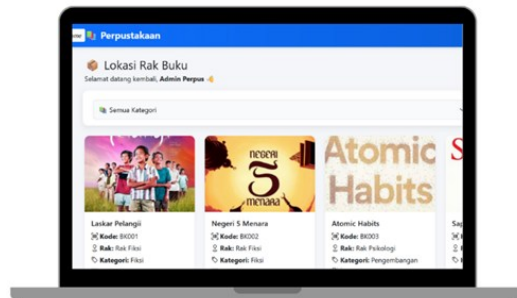 Perpustakaan
Lokasi Rak Buku
Selamat datang kembali, Admin Perpus
Semua Kategori
NEGERI
5
MENARA
Atomic
Habits
S
Laskar Pelangii
Kode: BK001
Rak: Rak Fiksi
Kategori: Fiksi
Negeri 5 Menara
Kode: BK002
Rak: Rak Fiksi
Kategori: Fiksi
Atomic Habits
Kode: BK003
Rak: Rak Psikologi
Kategori: Pengembangan
Sap